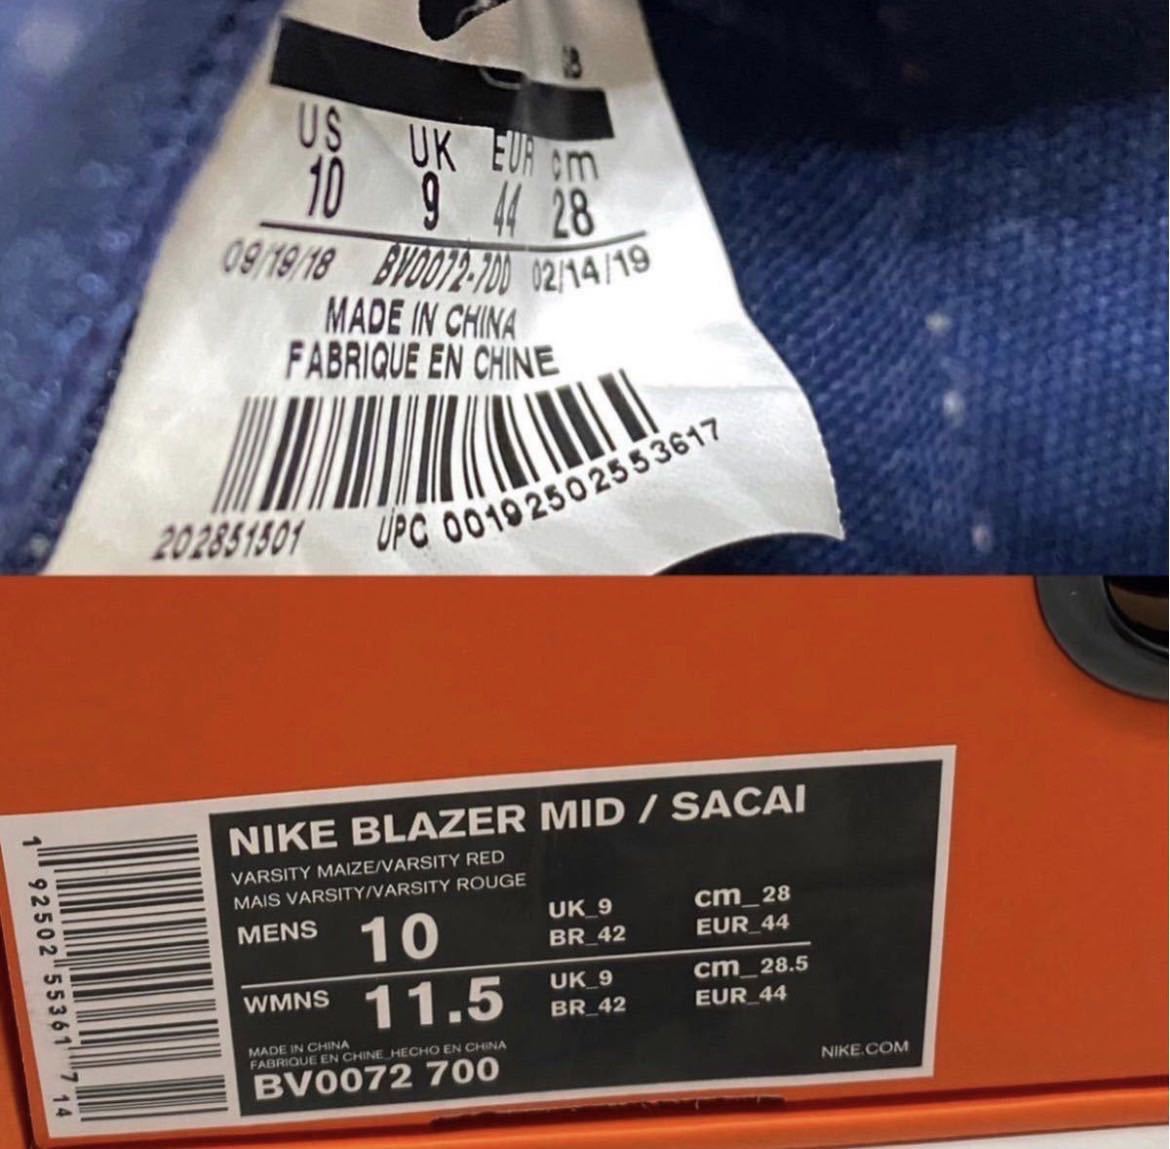 US UK EUR cm
10 9 44 28
09/19/18 BV0072-700 02/14/19
MADE IN CHINA
FABRIQUE EN CHINE
202851501 UPC 00192502553617
NIKE BLAZER MID / SACAI
VARSITY MAIZE/VARSITY RED
MAIS VARSITY/VARSITY ROUGE
MENS 10 UK_9 cm_28
BR_42 EUR_44
WMNS 11.5 UK_9 cm_28.5
BR_42 EUR_44
MADE IN CHINA
FABRIQUE EN CHINE_HECHO EN CHINA
BV0072 700
NIKE.COM
1 92502 55361 7 14